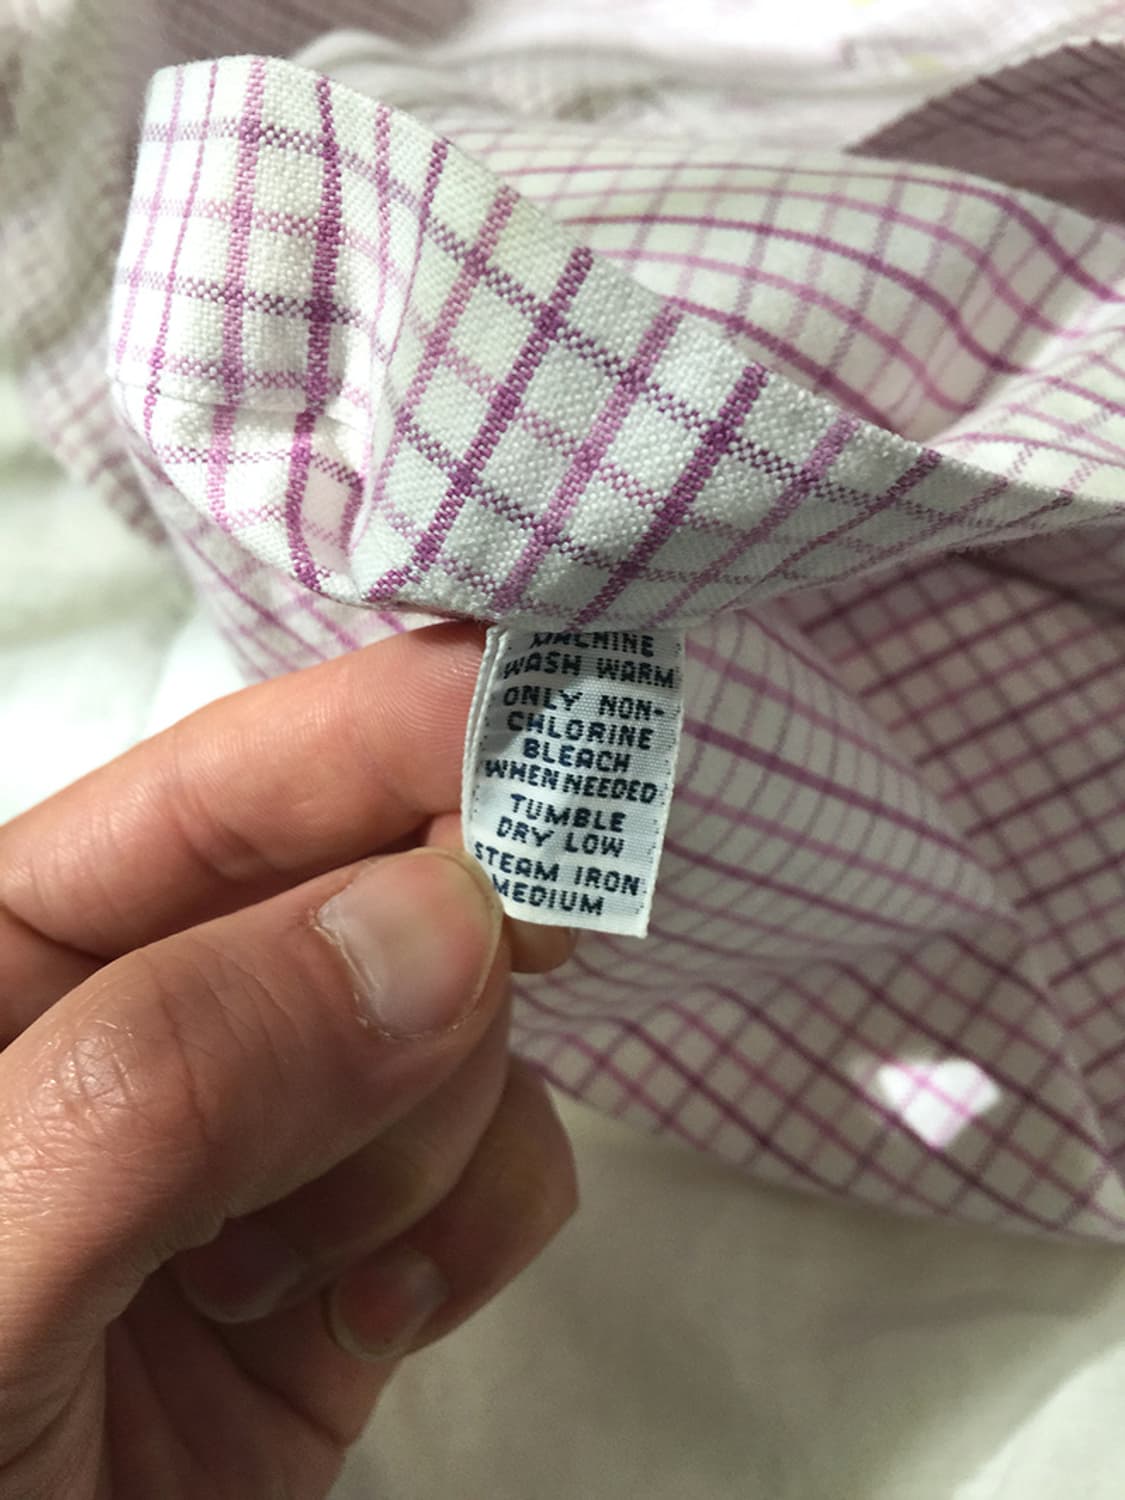 MACHINE
WASH WARM
ONLY NON-
CHLORINE
BLEACH
WHEN NEEDED
TUMBLE
DRY LOW
STEAM IRON
MEDIUM